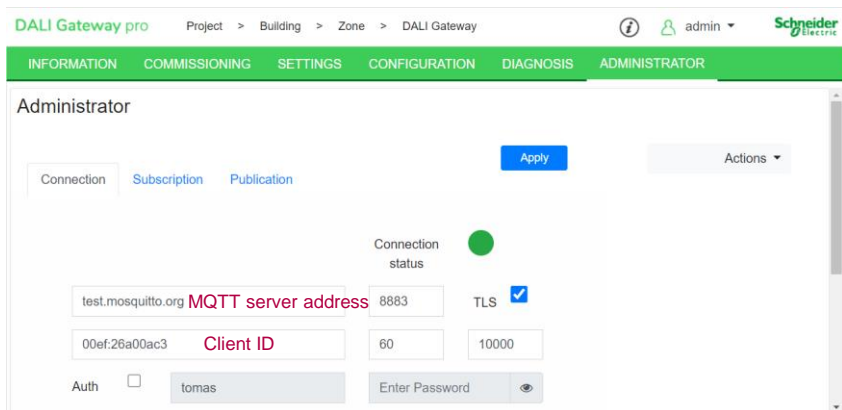 DALI Gateway pro Project > Building > Zone > DALI Gateway i admin Schneider Electric
INFORMATION COMMISSIONING SETTINGS CONFIGURATION DIAGNOSIS ADMINISTRATOR
Administrator
Apply Actions
Connection Subscription Publication
Connection
status
test.mosquitto.org MQTT server address 8883 TLS
00ef:26a00ac3 Client ID 60 10000
Auth tomas Enter Password